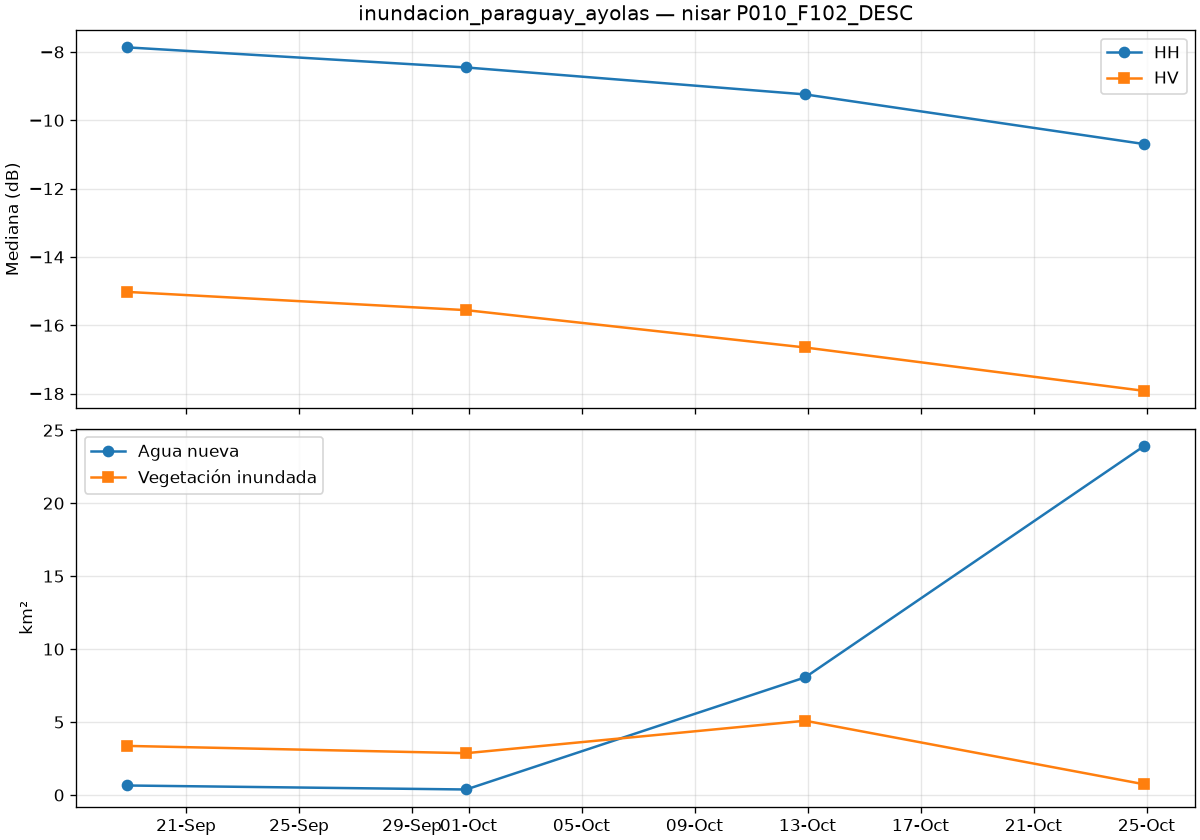 inundacion_paraguay_ayolas — nisar P010_F102_DESC
Mediana (dB)
−8
−10
−12
−14
−16
−18
HH
HV
km²
25
20
15
10
5
0
Agua nueva
Vegetación inundada
21-Sep
25-Sep
29-Sep
01-Oct
05-Oct
09-Oct
13-Oct
17-Oct
21-Oct
25-Oct